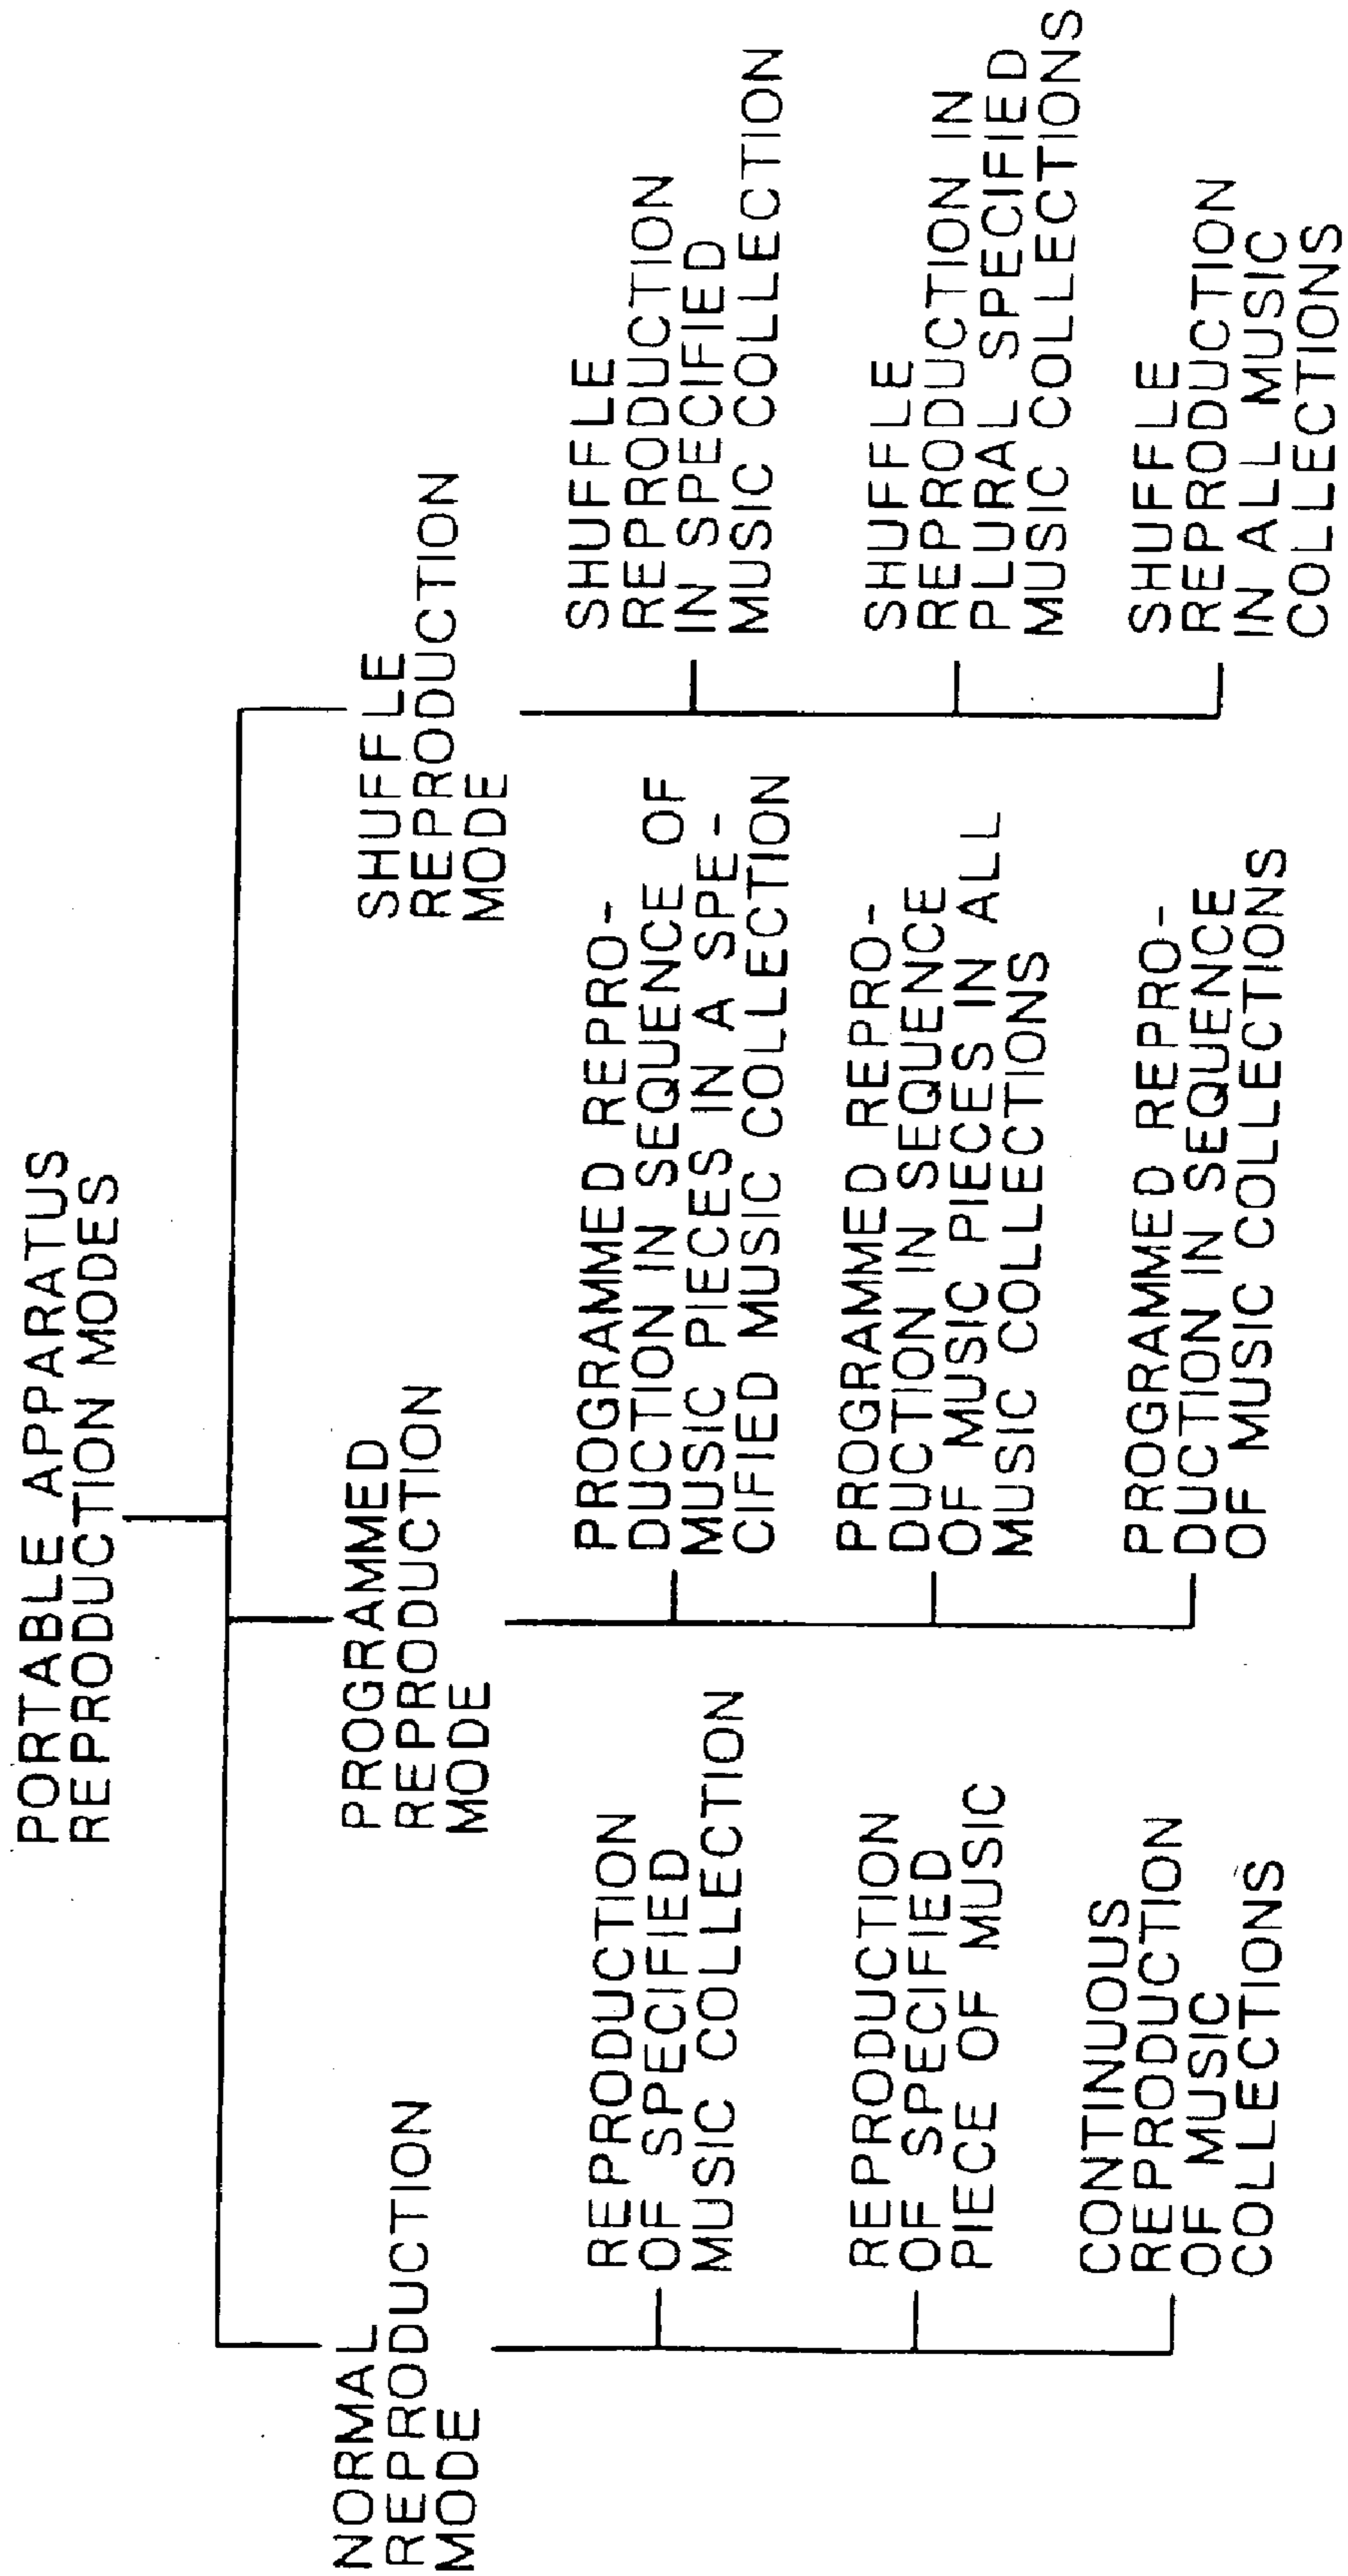 PORTABLE APPARATUS
REPRODUCTION MODES
NORMAL
REPRODUCTION
MODE
REPRODUCTION
OF SPECIFIED
MUSIC COLLECTION
REPRODUCTION
OF SPECIFIED
PIECE OF MUSIC
CONTINUOUS
REPRODUCTION
OF MUSIC
COLLECTIONS
PROGRAMMED
REPRODUCTION
MODE
PROGRAMMED REPRO-
DUCTION IN SEQUENCE OF
MUSIC PIECES IN A SPE-
CIFIED MUSIC COLLECTION
PROGRAMMED REPRO-
DUCTION IN SEQUENCE
OF MUSIC PIECES IN ALL
MUSIC COLLECTIONS
PROGRAMMED REPRO-
DUCTION IN SEQUENCE
OF MUSIC COLLECTIONS
SHUFFLE
REPRODUCTION
MODE
SHUFFLE
REPRODUCTION
IN SPECIFIED
MUSIC COLLECTION
SHUFFLE
REPRODUCTION IN
PLURAL SPECIFIED
MUSIC COLLECTIONS
SHUFFLE
REPRODUCTION
IN ALL MUSIC
COLLECTIONS